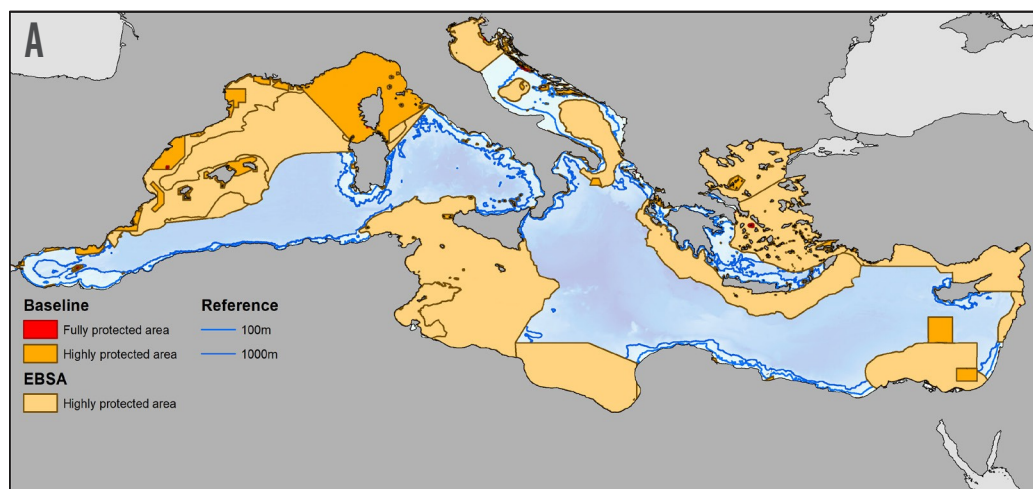 A
Baseline
Reference
Fully protected area
100m
Highly protected area
1000m
EBSA
Highly protected area